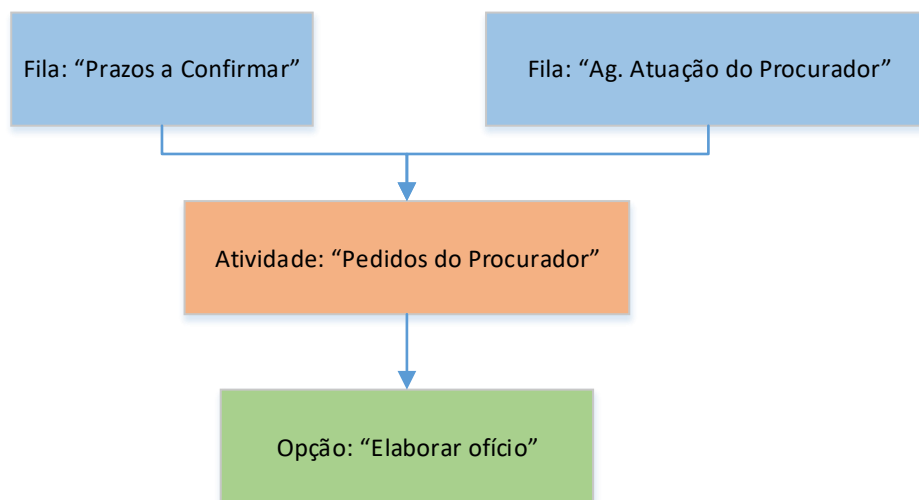 Fila: “Prazos a Confirmar”
Fila: “Ag. Atuação do Procurador”
Atividade: “Pedidos do Procurador”
Opção: “Elaborar ofício”